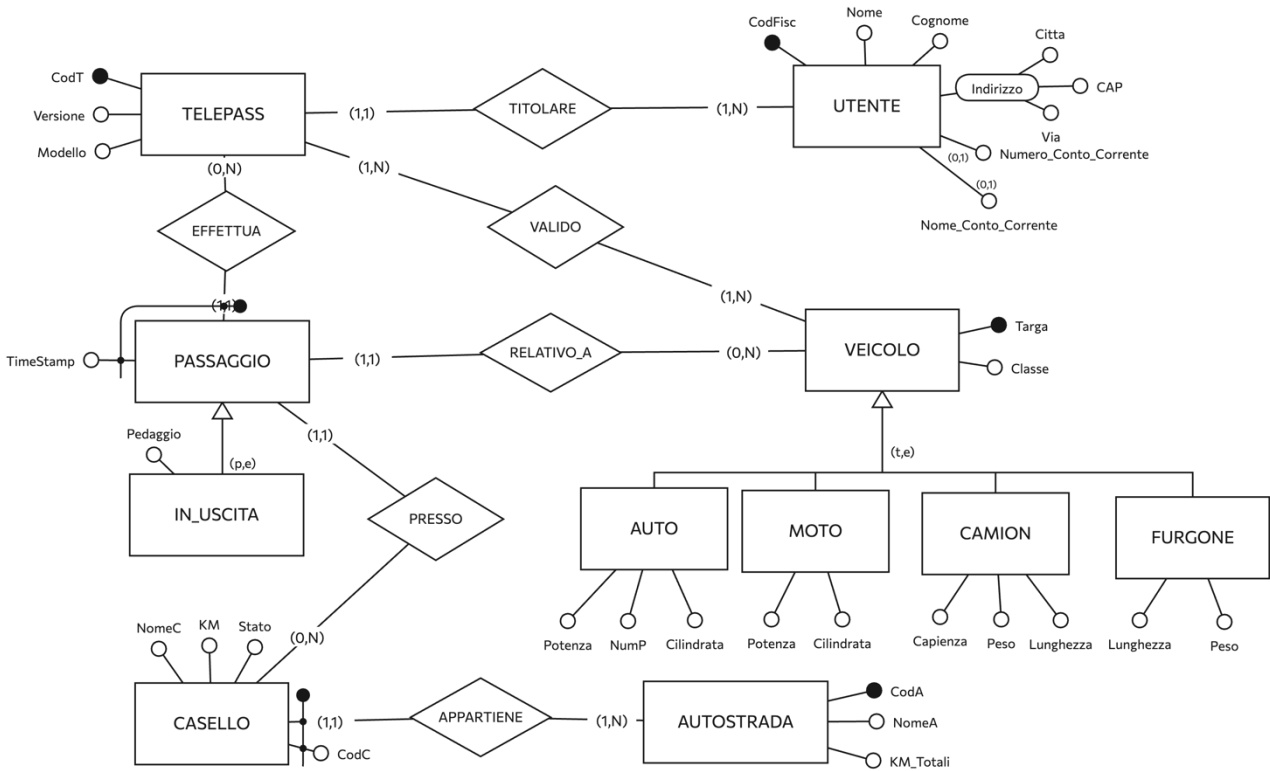 CodFisc
Nome
Cognome
Citta
CodT
Indirizzo
CAP
Versione
TELEPASS
(1,1)
TITOLARE
(1,N)
UTENTE
Via
Modello
Numero_Conto_Corrente
(0,1)
(0,N)
(1,N)
(0,1)
Nome_Conto_Corrente
EFFETTUA
VALIDO
(1,1)
(1,N)
Targa
TimeStamp
PASSAGGIO
(1,1)
RELATIVO_A
(0,N)
VEICOLO
Classe
Pedaggio
(1,1)
(p,e)
(t,e)
IN_USCITA
PRESSO
AUTO
MOTO
CAMION
FURGONE
NomeC
KM
Stato
(0,N)
Potenza
NumP
Cilindrata
Potenza
Cilindrata
Capienza
Peso
Lunghezza
Lunghezza
Peso
CASELLO
(1,1)
APPARTIENE
(1,N)
AUTOSTRADA
CodA
NomeA
CodC
KM_Totali